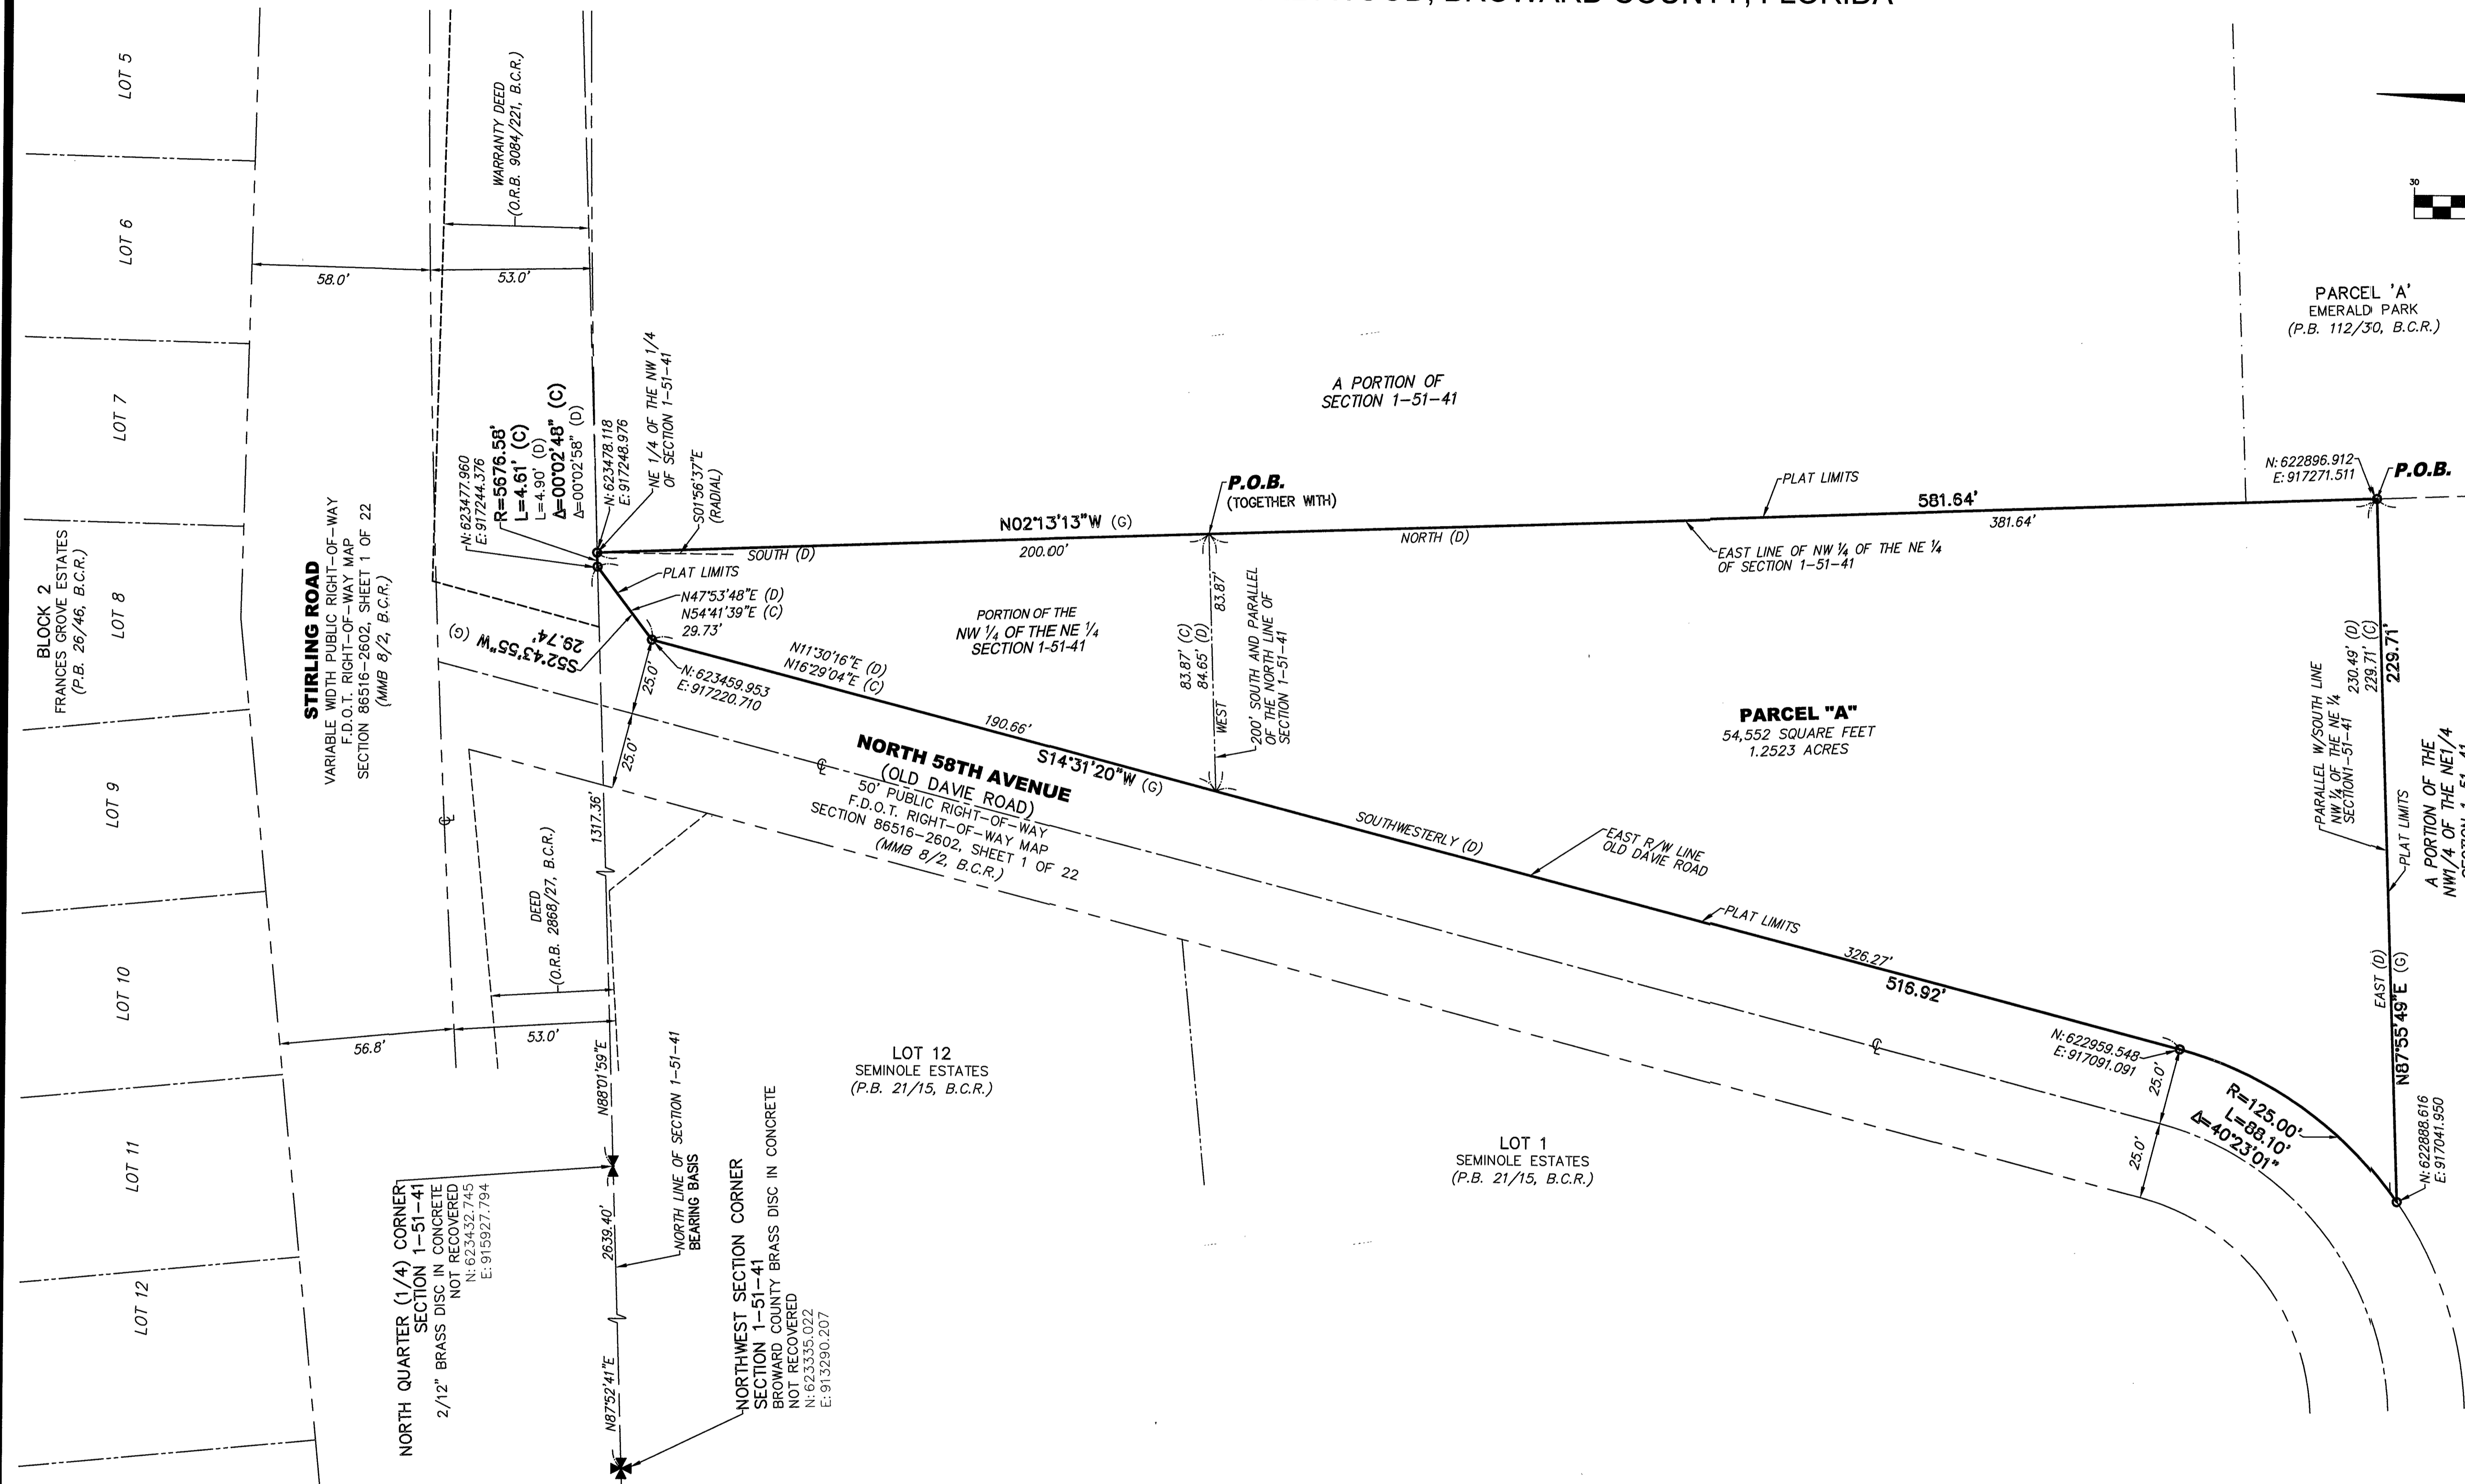 BROWARD COUNTY, FLORIDA
LOT 5
LOT 6
LOT 7
LOT 8
LOT 9
LOT 10
LOT 11
LOT 12
BLOCK 2
FRANCES GROVE ESTATES
(P.B. 26/46, B.C.R.)
58.0'
53.0'
WARRANTY DEED
(O.R.B. 9084/221, B.C.R.)
STIRLING ROAD
VARIABLE WIDTH PUBLIC RIGHT-OF-WAY
F.D.O.T. RIGHT-OF-WAY MAP
SECTION 86516-2602, SHEET 1 OF 22
(MMB 8/2, B.C.R.)
N: 623477.960
E: 917244.376
R=5676.58'
L=4.61' (C)
L=4.90' (D)
Δ=00°02'48" (C)
Δ=00°02'58" (D)
N: 623478.118
E: 917248.976
NE 1/4 OF THE NW 1/4
OF SECTION 1-51-41
S01°56'37"E
(RADIAL)
SOUTH (D)
N02°13'13"W (G)
200.00'
P.O.B.
(TOGETHER WITH)
NORTH (D)
A PORTION OF
SECTION 1-51-41
PLAT LIMITS
581.64'
381.64'
EAST LINE OF NW ¼ OF THE NE ¼
OF SECTION 1-51-41
N: 622896.912
E: 917271.511
P.O.B.
PARCEL 'A'
EMERALD PARK
(P.B. 112/30, B.C.R.)
30
PLAT LIMITS
N47°53'48"E (D)
N54°41'39"E (C)
29.73'
S52°43'55"W (G)
29.74'
25.0'
25.0'
N: 623459.953
E: 917220.710
N11°30'16"E (D)
N16°29'04"E (C)
190.66'
S14°31'20"W (G)
PORTION OF THE
NW ¼ OF THE NE ¼
SECTION 1-51-41
83.87' (C)
84.65' (D)
WEST
83.87'
200' SOUTH AND PARALLEL
OF THE NORTH LINE OF
SECTION 1-51-41
PARCEL "A"
54,552 SQUARE FEET
1.2523 ACRES
NORTH 58TH AVENUE
(OLD DAVIE ROAD)
50' PUBLIC RIGHT-OF-WAY
F.D.O.T. RIGHT-OF-WAY MAP
SECTION 86516-2602, SHEET 1 OF 22
(MMB 8/2, B.C.R.)
SOUTHWESTERLY (D)
EAST R/W LINE
OLD DAVIE ROAD
PLAT LIMITS
326.27'
516.92'
PARALLEL W/SOUTH LINE
NW ¼ OF THE NE ¼
SECTION1-51-41
230.49' (D)
229.71' (C)
229.71'
PLAT LIMITS
A PORTION OF THE
NW1/4 OF THE NE1/4
EAST (D)
N87°55'49"E (G)
N: 622959.548
E: 917091.091
25.0'
25.0'
R=125.00'
L=88.10'
Δ=40°23'01"
N: 622888.616
E: 917041.950
1317.36'
DEED
(O.R.B. 2868/27, B.C.R.)
56.8'
53.0'
N88°01'59"E
NORTH LINE OF SECTION 1-51-41
BEARING BASIS
LOT 12
SEMINOLE ESTATES
(P.B. 21/15, B.C.R.)
LOT 1
SEMINOLE ESTATES
(P.B. 21/15, B.C.R.)
NORTH QUARTER (1/4) CORNER
SECTION 1-51-41
2/12" BRASS DISC IN CONCRETE
NOT RECOVERED
N: 623432.745
E: 915927.794
2639.40'
N87°52'41"E
NORTHWEST SECTION CORNER
SECTION 1-51-41
BROWARD COUNTY BRASS DISC IN CONCRETE
NOT RECOVERED
N: 623335.022
E: 913290.207